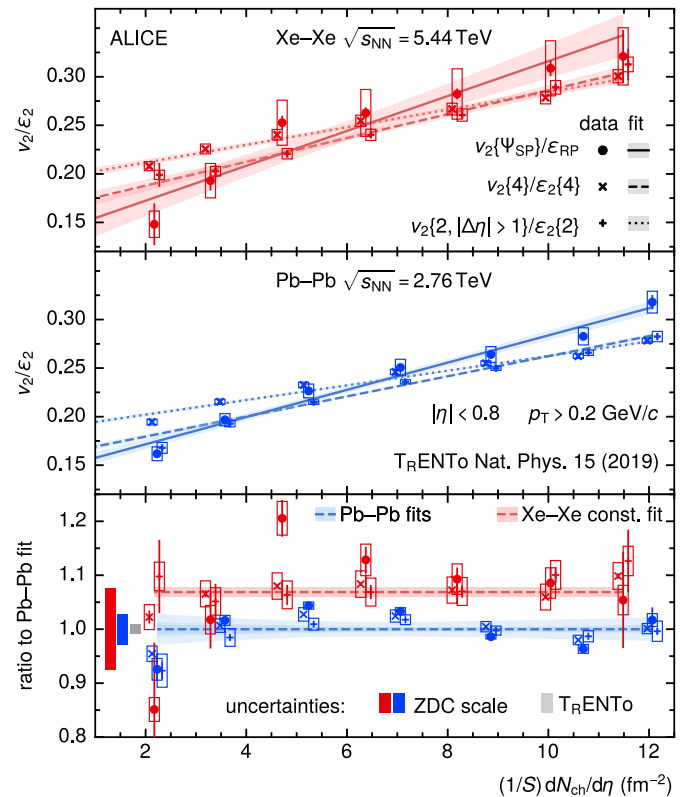 ALICE Xe–Xe √sNN = 5.44 TeV
0.30
0.25
0.20
0.15
v2/ε2
data fit
v2{ΨSP}/εRP
v2{4}/ε2{4}
v2{2, |Δη| > 1}/ε2{2}
Pb–Pb √sNN = 2.76 TeV
0.30
0.25
0.20
0.15
v2/ε2
|η| < 0.8 pT > 0.2 GeV/c
TRENTo Nat. Phys. 15 (2019)
1.2
1.1
1.0
0.9
0.8
ratio to Pb–Pb fit
Pb–Pb fits Xe–Xe const. fit
uncertainties: ZDC scale TRENTo
2 4 6 8 10 12
(1/S) dNch/dη (fm⁻²)